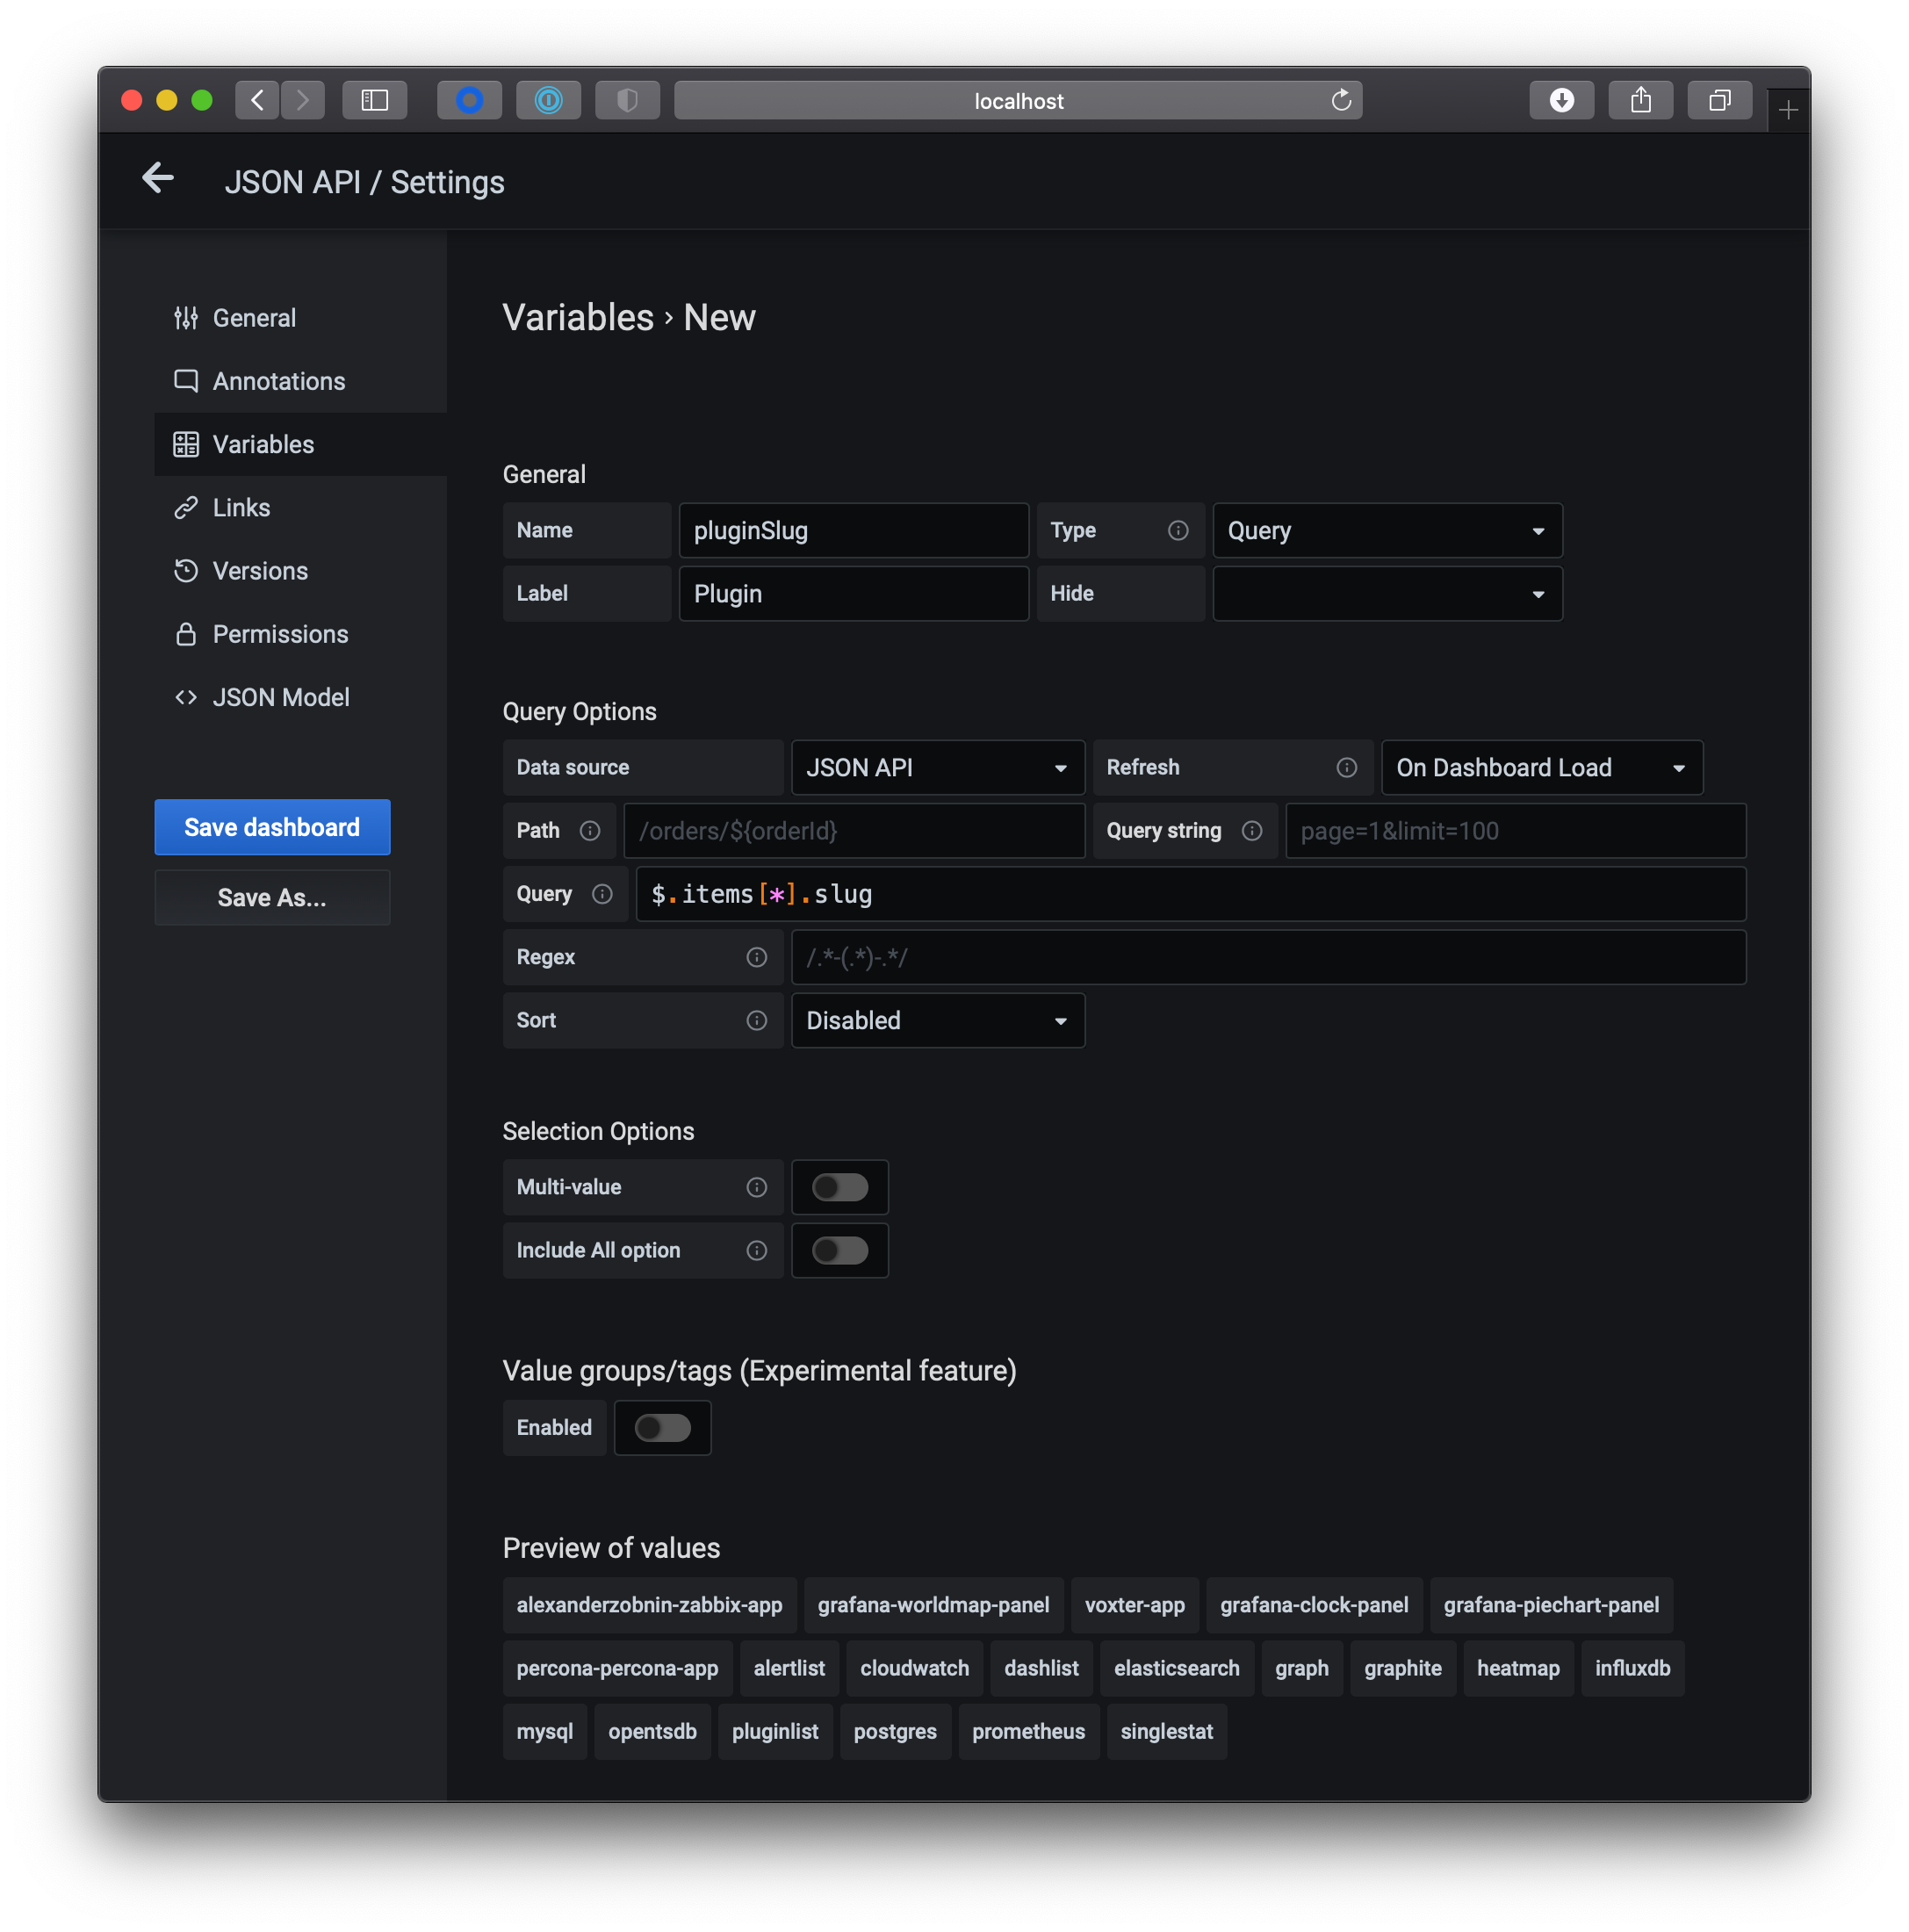 localhost
JSON API / Settings
General
Annotations
Variables
Links
Versions
Permissions
JSON Model
Save dashboard
Save As...
Variables › New
General
Name pluginSlug Type Query
Label Plugin Hide
Query Options
Data source JSON API Refresh On Dashboard Load
Path /orders/${orderId} Query string page=1&limit=100
Query $.items[*].slug
Regex /.*-(.*)-.*/
Sort Disabled
Selection Options
Multi-value
Include All option
Value groups/tags (Experimental feature)
Enabled
Preview of values
alexanderzobnin-zabbix-app grafana-worldmap-panel voxter-app grafana-clock-panel grafana-piechart-panel
percona-percona-app alertlist cloudwatch dashlist elasticsearch graph graphite heatmap influxdb
mysql opentsdb pluginlist postgres prometheus singlestat